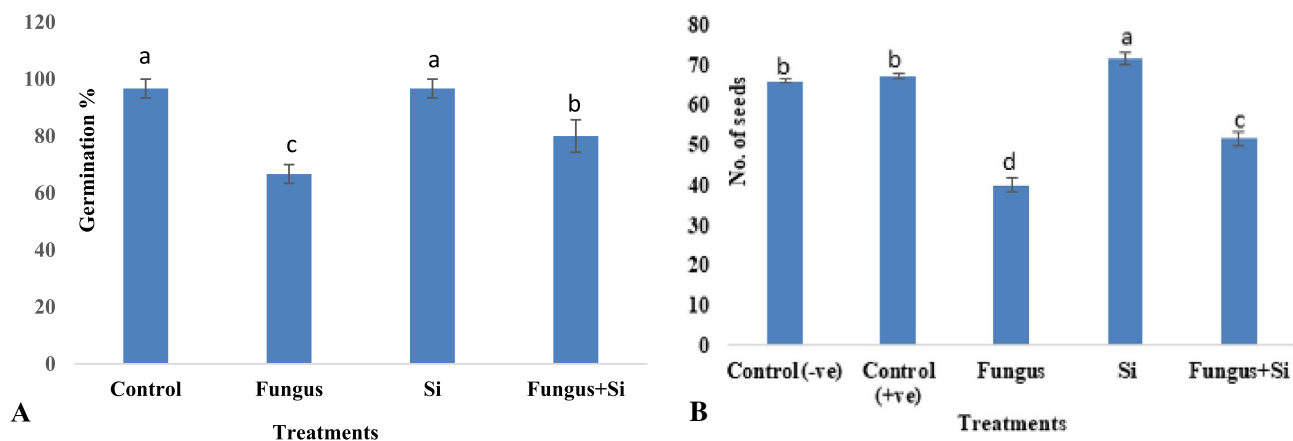 120
100
80
60
40
20
0
Germination %
a
c
a
b
Control
Fungus
Si
Fungus+Si
Treatments
A
80
70
60
50
40
30
20
10
0
No. of seeds
b
b
d
a
c
Control (-ve)
Control
(+ve)
Fungus
Si
Fungus+Si
Treatments
B